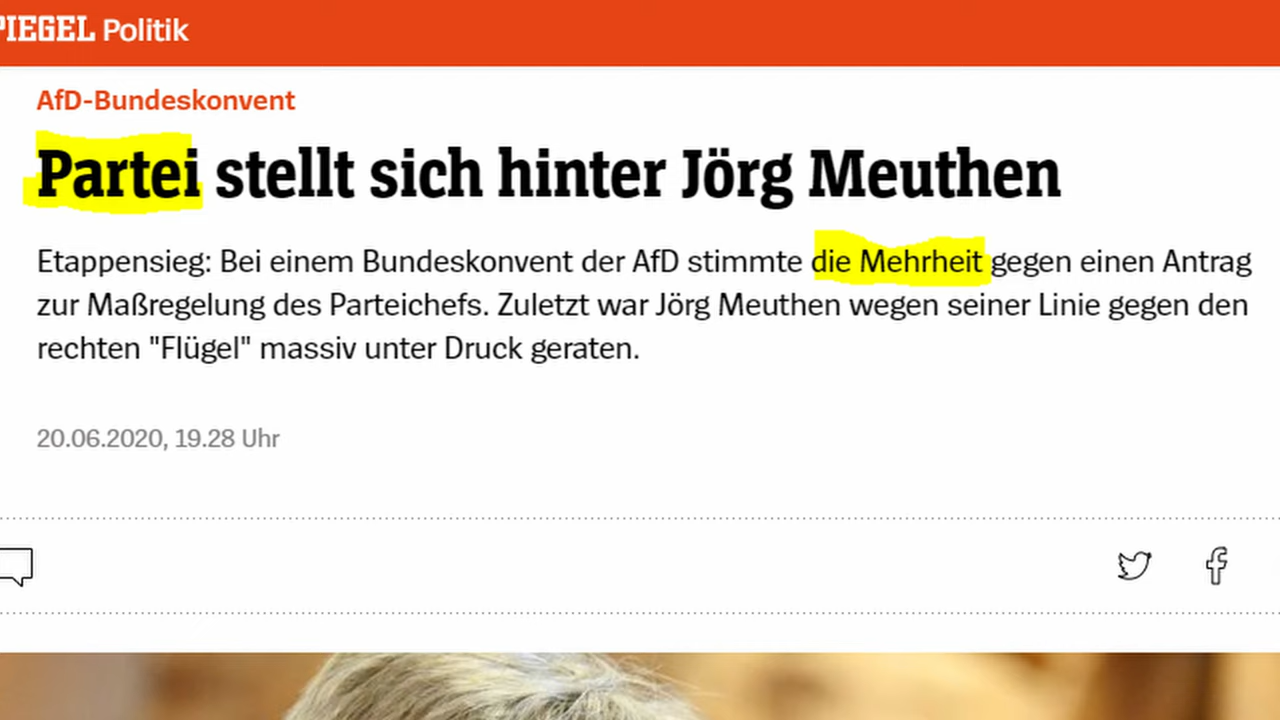 PIEGEL Politik
AfD-Bundeskonvent
Partei stellt sich hinter Jörg Meuthen
Etappensieg: Bei einem Bundeskonvent der AfD stimmte die Mehrheit gegen einen Antrag
zur Maßregelung des Parteichefs. Zuletzt war Jörg Meuthen wegen seiner Linie gegen den
rechten "Flügel" massiv unter Druck geraten.
20.06.2020, 19.28 Uhr